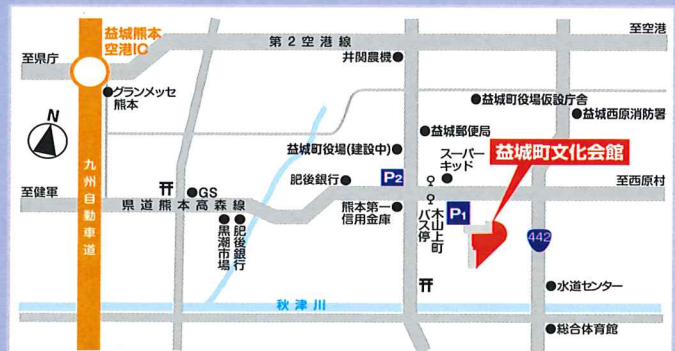 益城熊本
空港IC
第2空港線
至空港
至県庁
井関農機
グランメッセ
熊本
益城町役場仮設庁舎
益城西原消防署
N
益城郵便局
益城町役場(建設中)
益城町文化会館
スーパー
キッド
九州自動車道
肥後銀行
P2
至西原村
至健軍
GS
県道熊本高森線
熊本第一
信用金庫
P1
木山上町
バス停
肥後銀行
黒潮市場
442
水道センター
秋津川
総合体育館